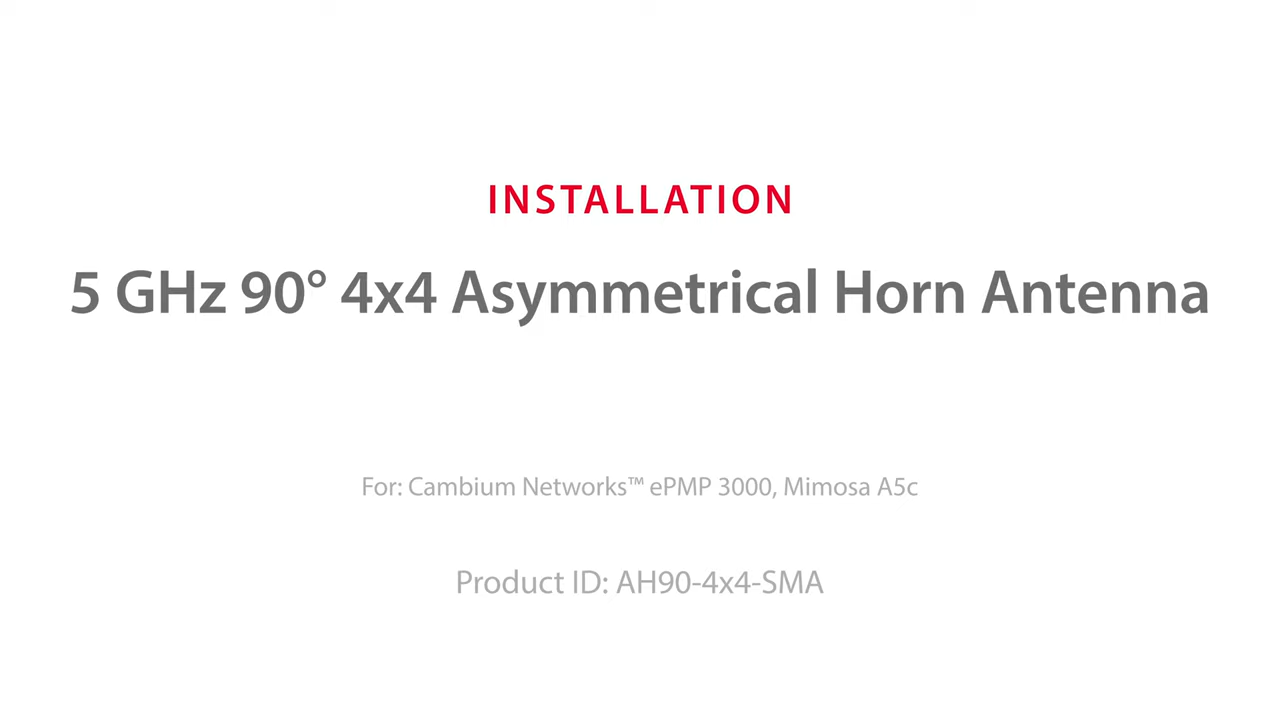 INSTALLATION
5 GHz 90° 4x4 Asymmetrical Horn Antenna
For: Cambium Networks™ ePMP 3000, Mimosa A5c
Product ID: AH90-4x4-SMA